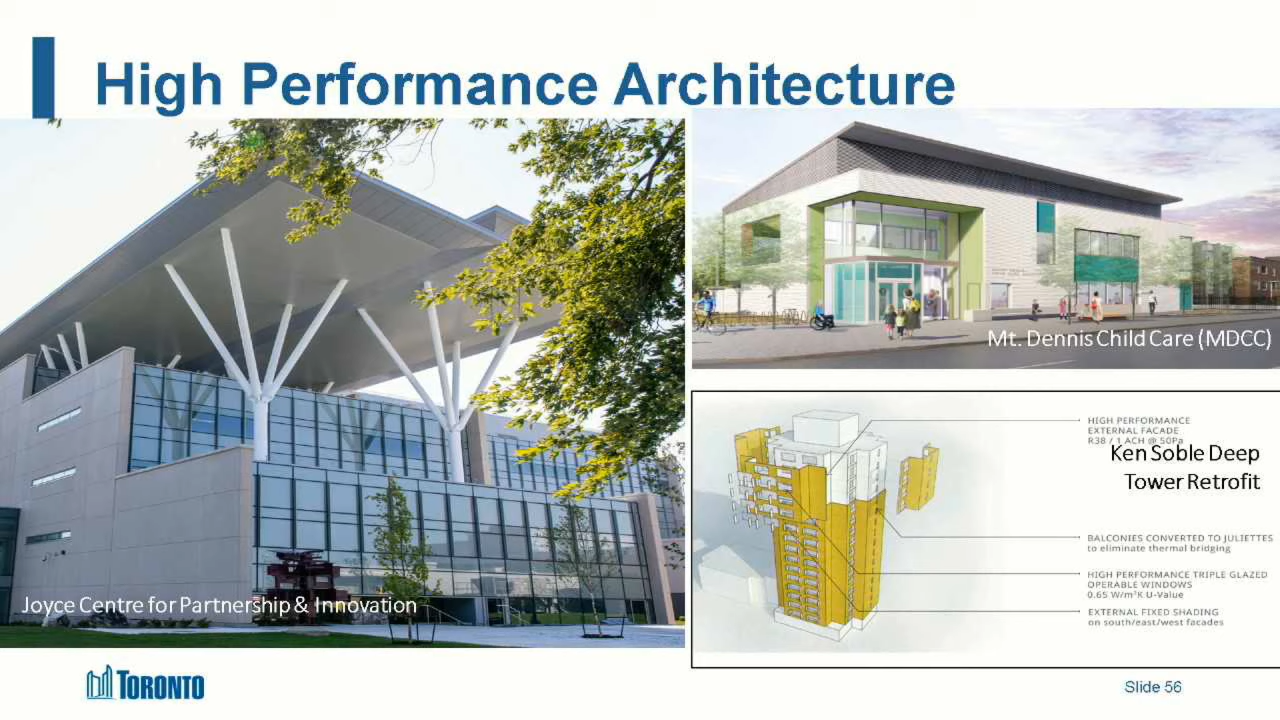 High Performance Architecture
Joyce Centre for Partnership & Innovation
Mt. Dennis Child Care (MDCC)
HIGH PERFORMANCE
EXTERNAL FACADE
R38 / 1 ACH @ 50Pa
Ken Soble Deep
Tower Retrofit
BALCONIES CONVERTED TO JULIETTES
to eliminate thermal bridging
HIGH PERFORMANCE TRIPLE GLAZED
OPERABLE WINDOWS
0.65 W/m²K U-Value
EXTERNAL FIXED SHADING
on south/east/west facades
TORONTO
Slide 56